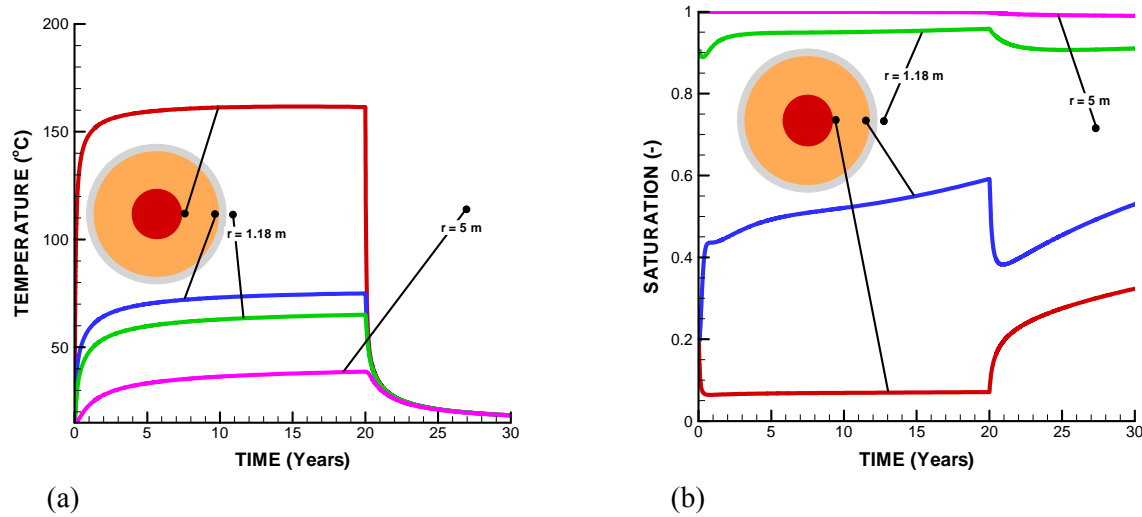 200
150
100
50
0
5
10
15
20
25
30
TEMPERATURE (°C)
TIME (Years)
r = 1.18 m
r = 5 m
(a)
1
0.8
0.6
0.4
0.2
0
0
5
10
15
20
25
30
SATURATION (-)
TIME (Years)
r = 1.18 m
r = 5 m
(b)